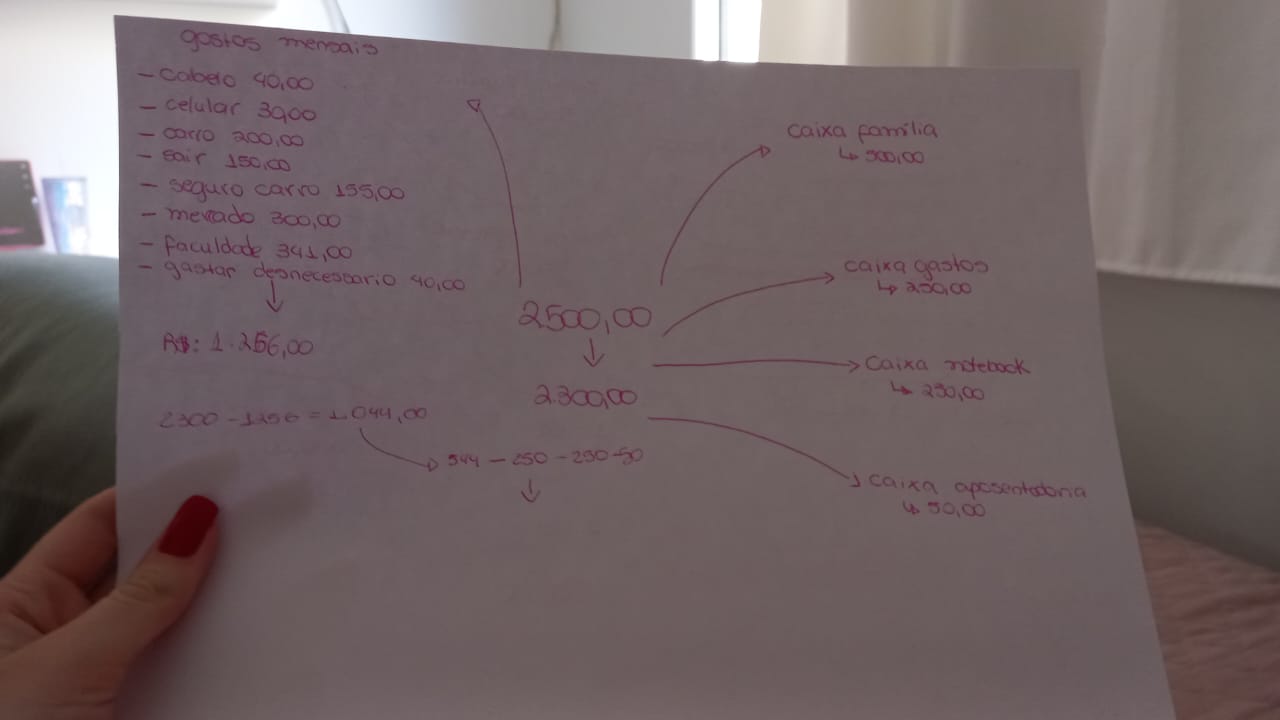 gastos mensais
- cabelo 40,00
- celular 30,00
- carro 200,00
- sair 150,00
- seguro carro 155,00
- mercado 300,00
- faculdade 341,00
- gastar desnecessario 40,00
R$: 1.256,00
2300 - 1256 = 1.044,00
2500,00
2.300,00
544 - 250 - 250 - 50
caixa família
↳ 500,00
caixa gastos
↳ 250,00
caixa notebook
↳ 250,00
caixa aposentadoria
↳ 50,00